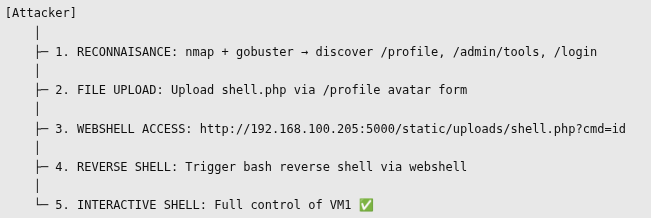 [Attacker]
│
├─ 1. RECONNAISANCE: nmap + gobuster → discover /profile, /admin/tools, /login
│
├─ 2. FILE UPLOAD: Upload shell.php via /profile avatar form
│
├─ 3. WEBSHELL ACCESS: http://192.168.100.205:5000/static/uploads/shell.php?cmd=id
│
├─ 4. REVERSE SHELL: Trigger bash reverse shell via webshell
│
└─ 5. INTERACTIVE SHELL: Full control of VM1 ✅